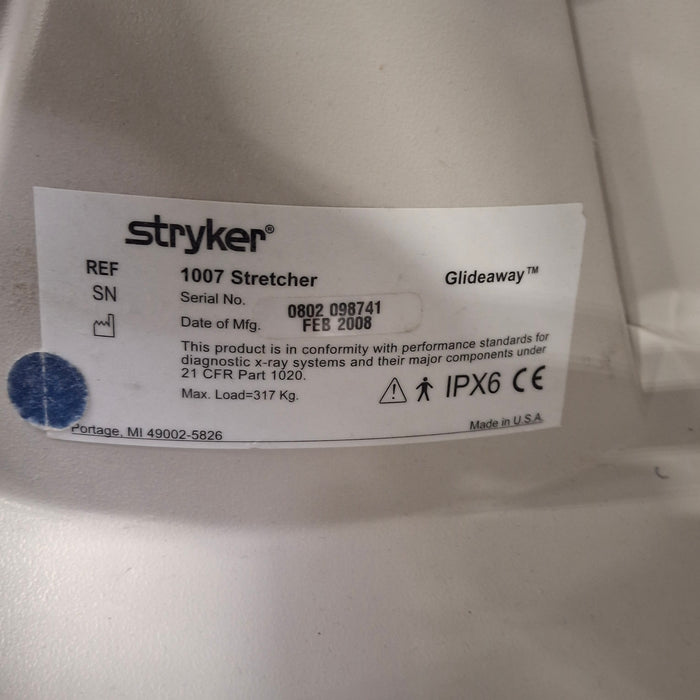 stryker®
REF 1007 Stretcher Glideaway™
SN Serial No. 0802 098741
Date of Mfg. FEB 2008
This product is in conformity with performance standards for
diagnostic x-ray systems and their major components under
21 CFR Part 1020.
Max. Load=317 Kg. IPX6 CE
Portage, MI 49002-5826 Made in U.S.A.